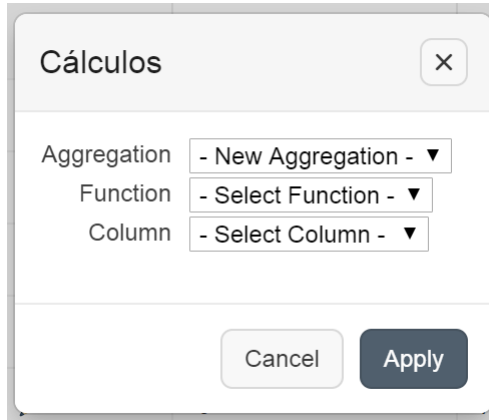 Cálculos
Aggregation - New Aggregation -
Function - Select Function -
Column - Select Column -
Cancel Apply